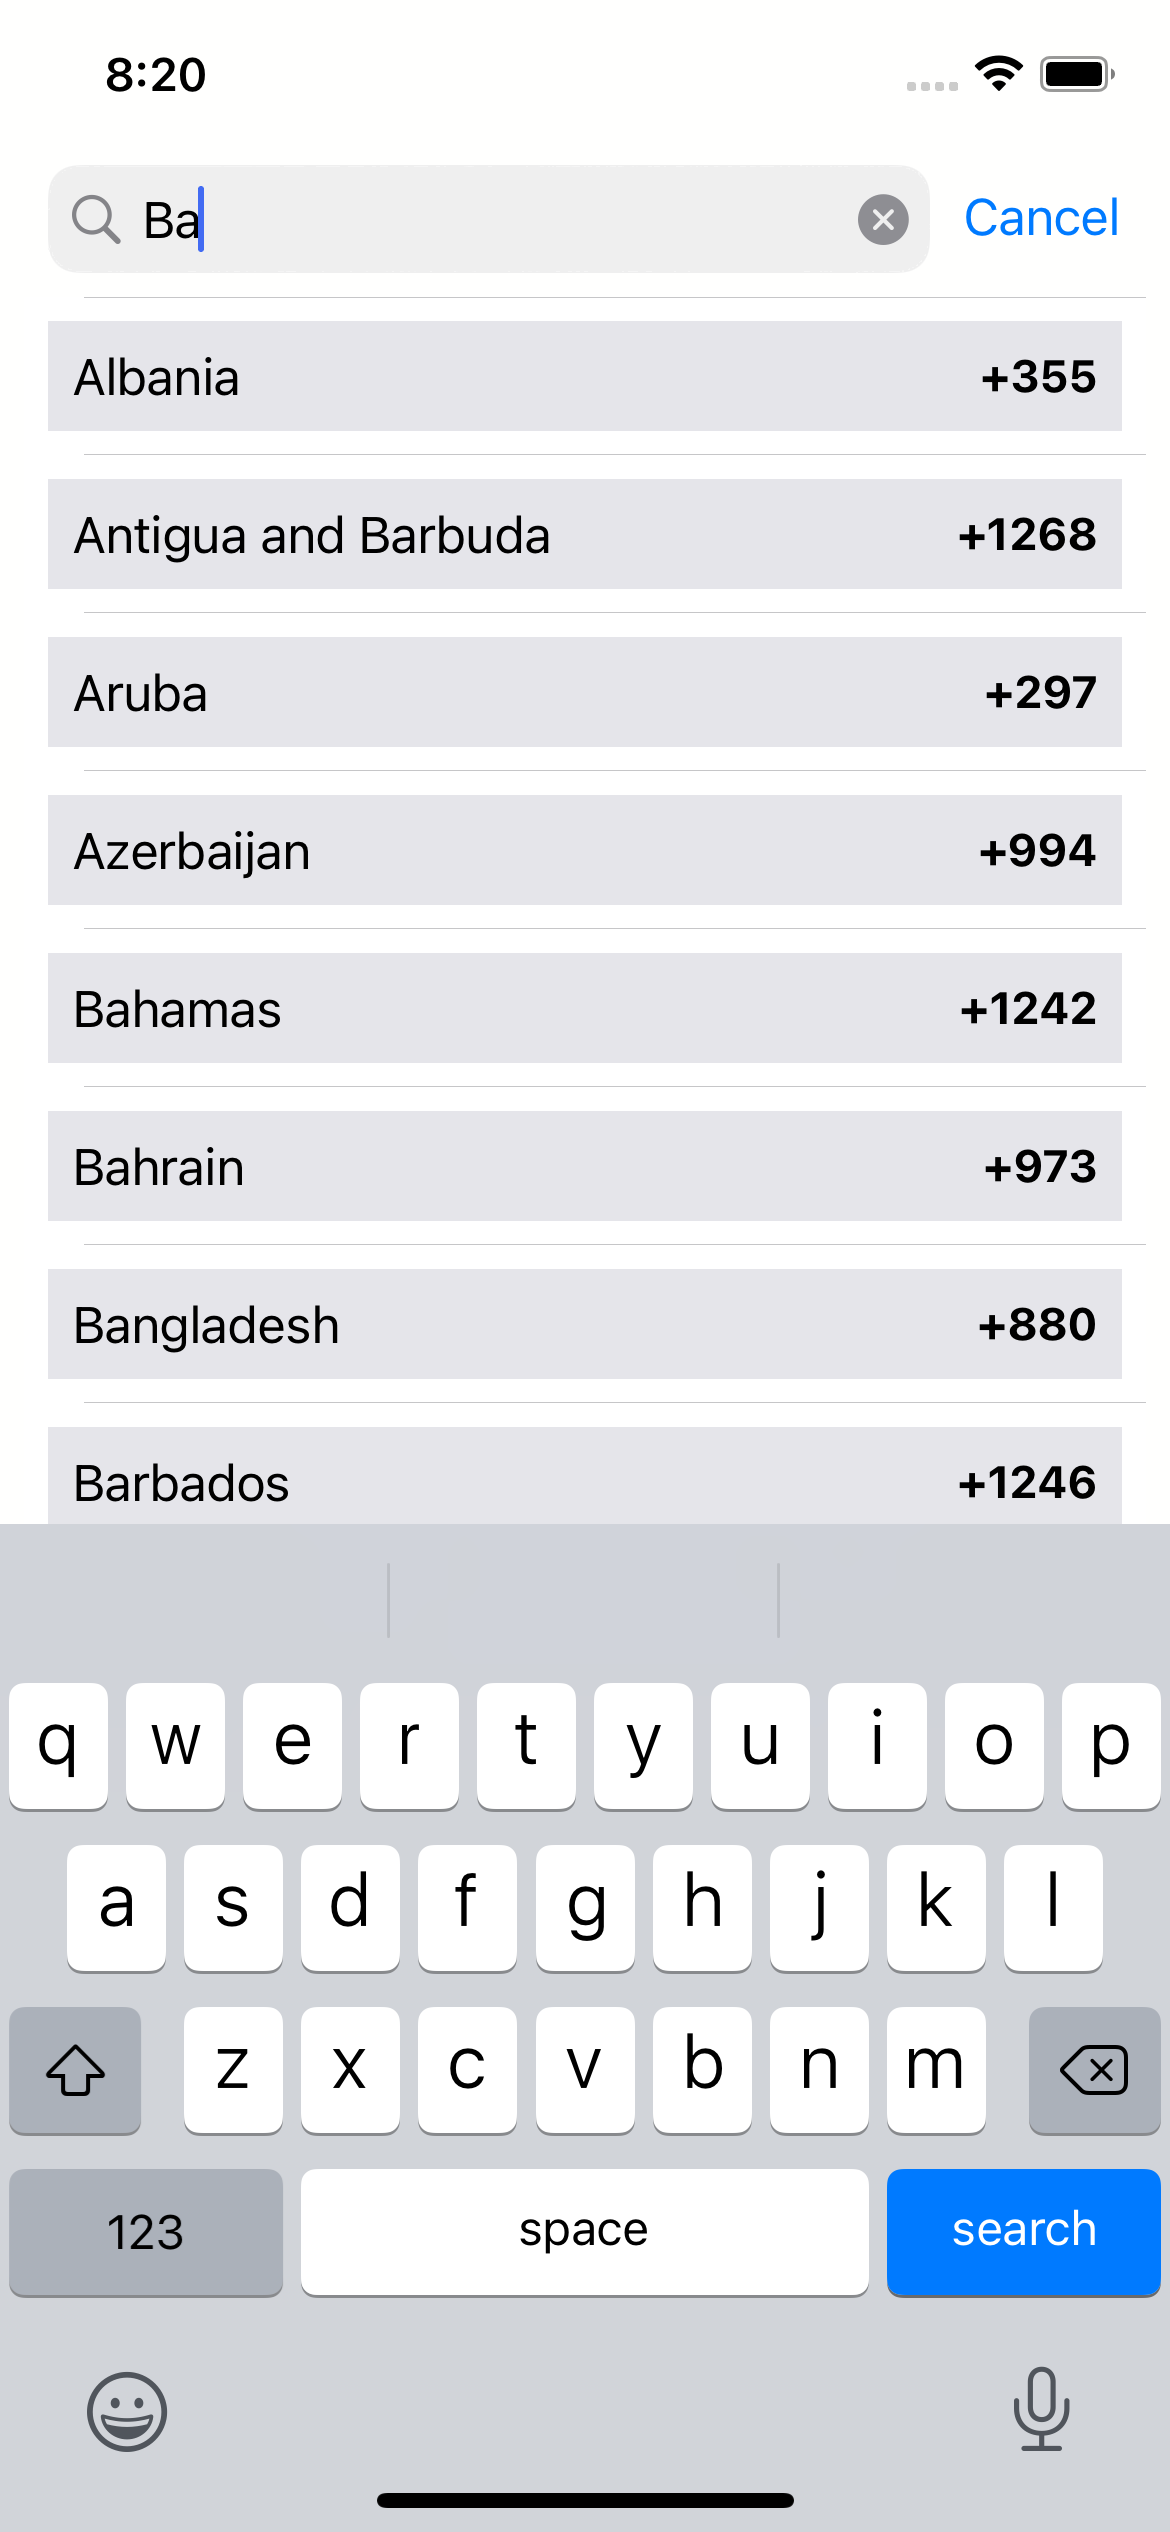 8:20
Ba
Cancel
Albania +355
Antigua and Barbuda +1268
Aruba +297
Azerbaijan +994
Bahamas +1242
Bahrain +973
Bangladesh +880
Barbados +1246
q w e r t y u i o p
a s d f g h j k l
z x c v b n m
123 space search